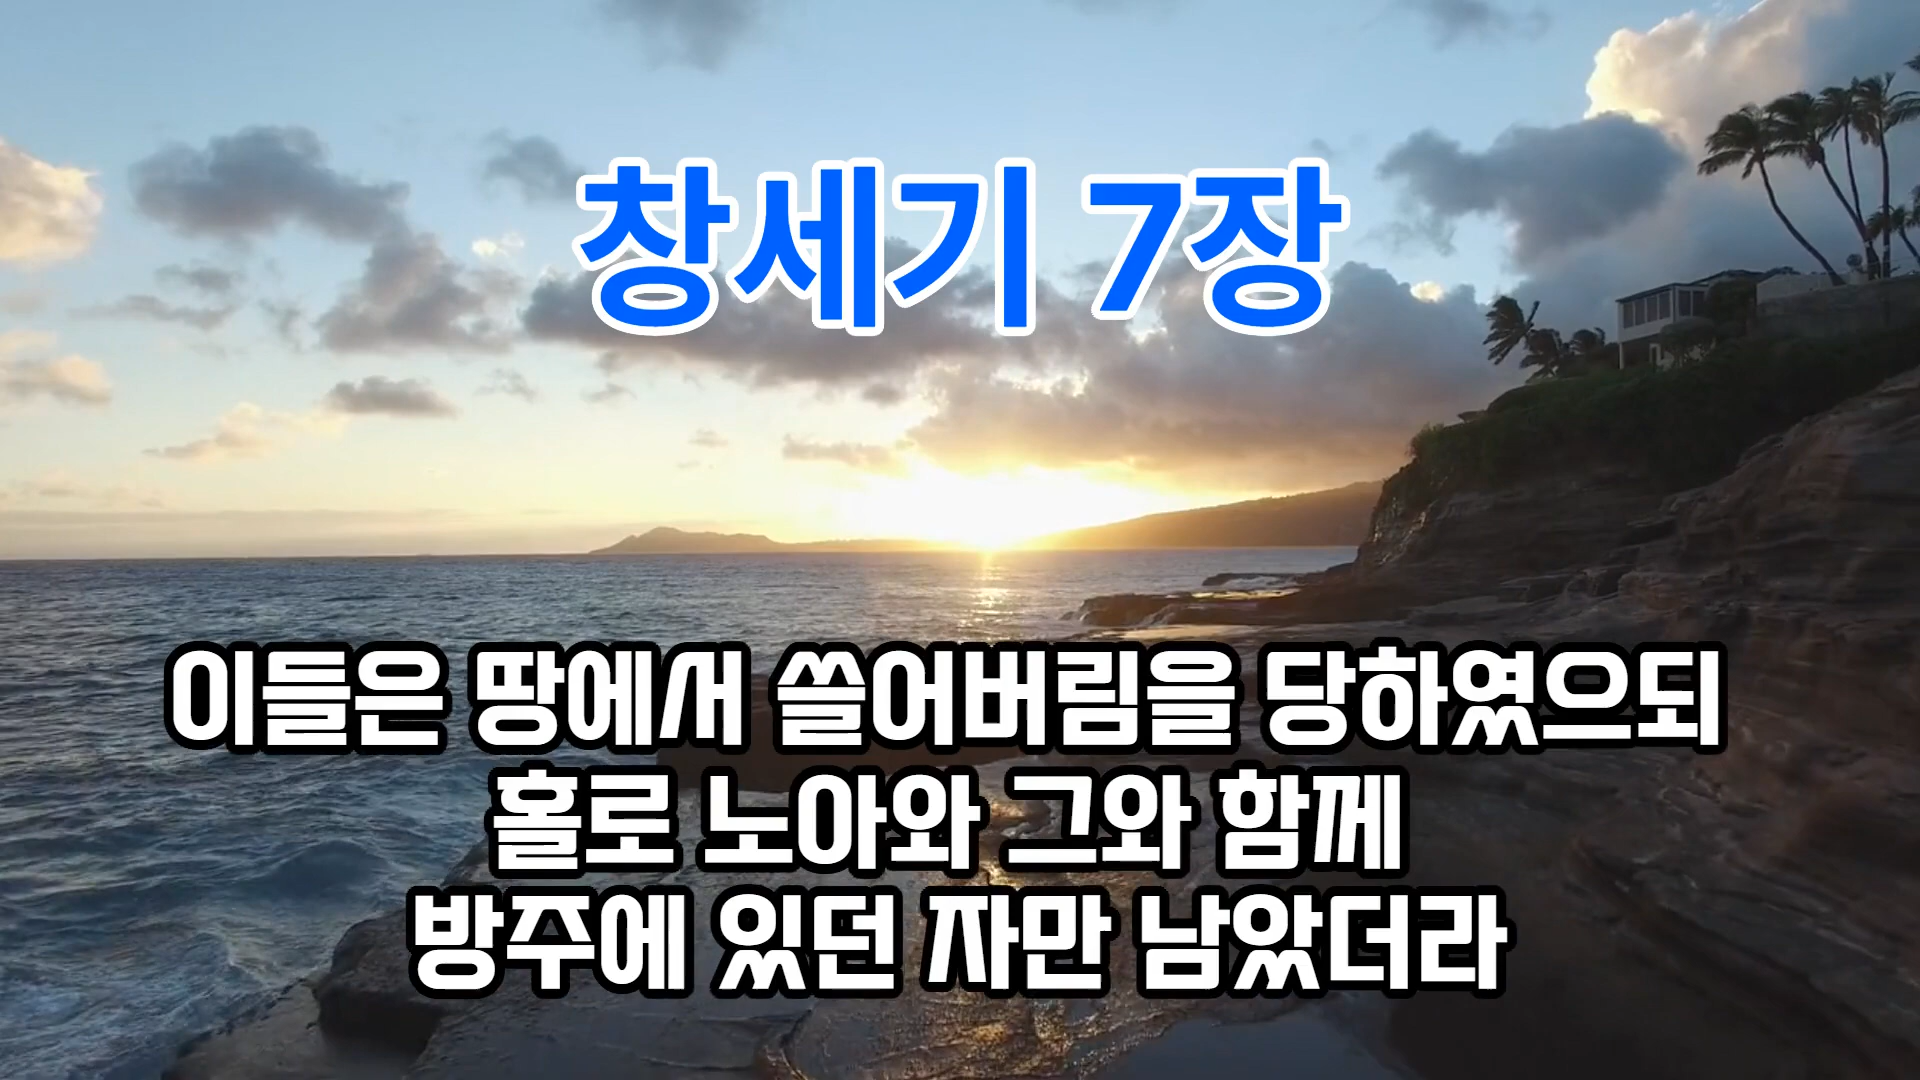 창세기 7장
이들은 땅에서 쓸어버림을 당하였으되
홀로 노아와 그와 함께
방주에 있던 자만 남았더라